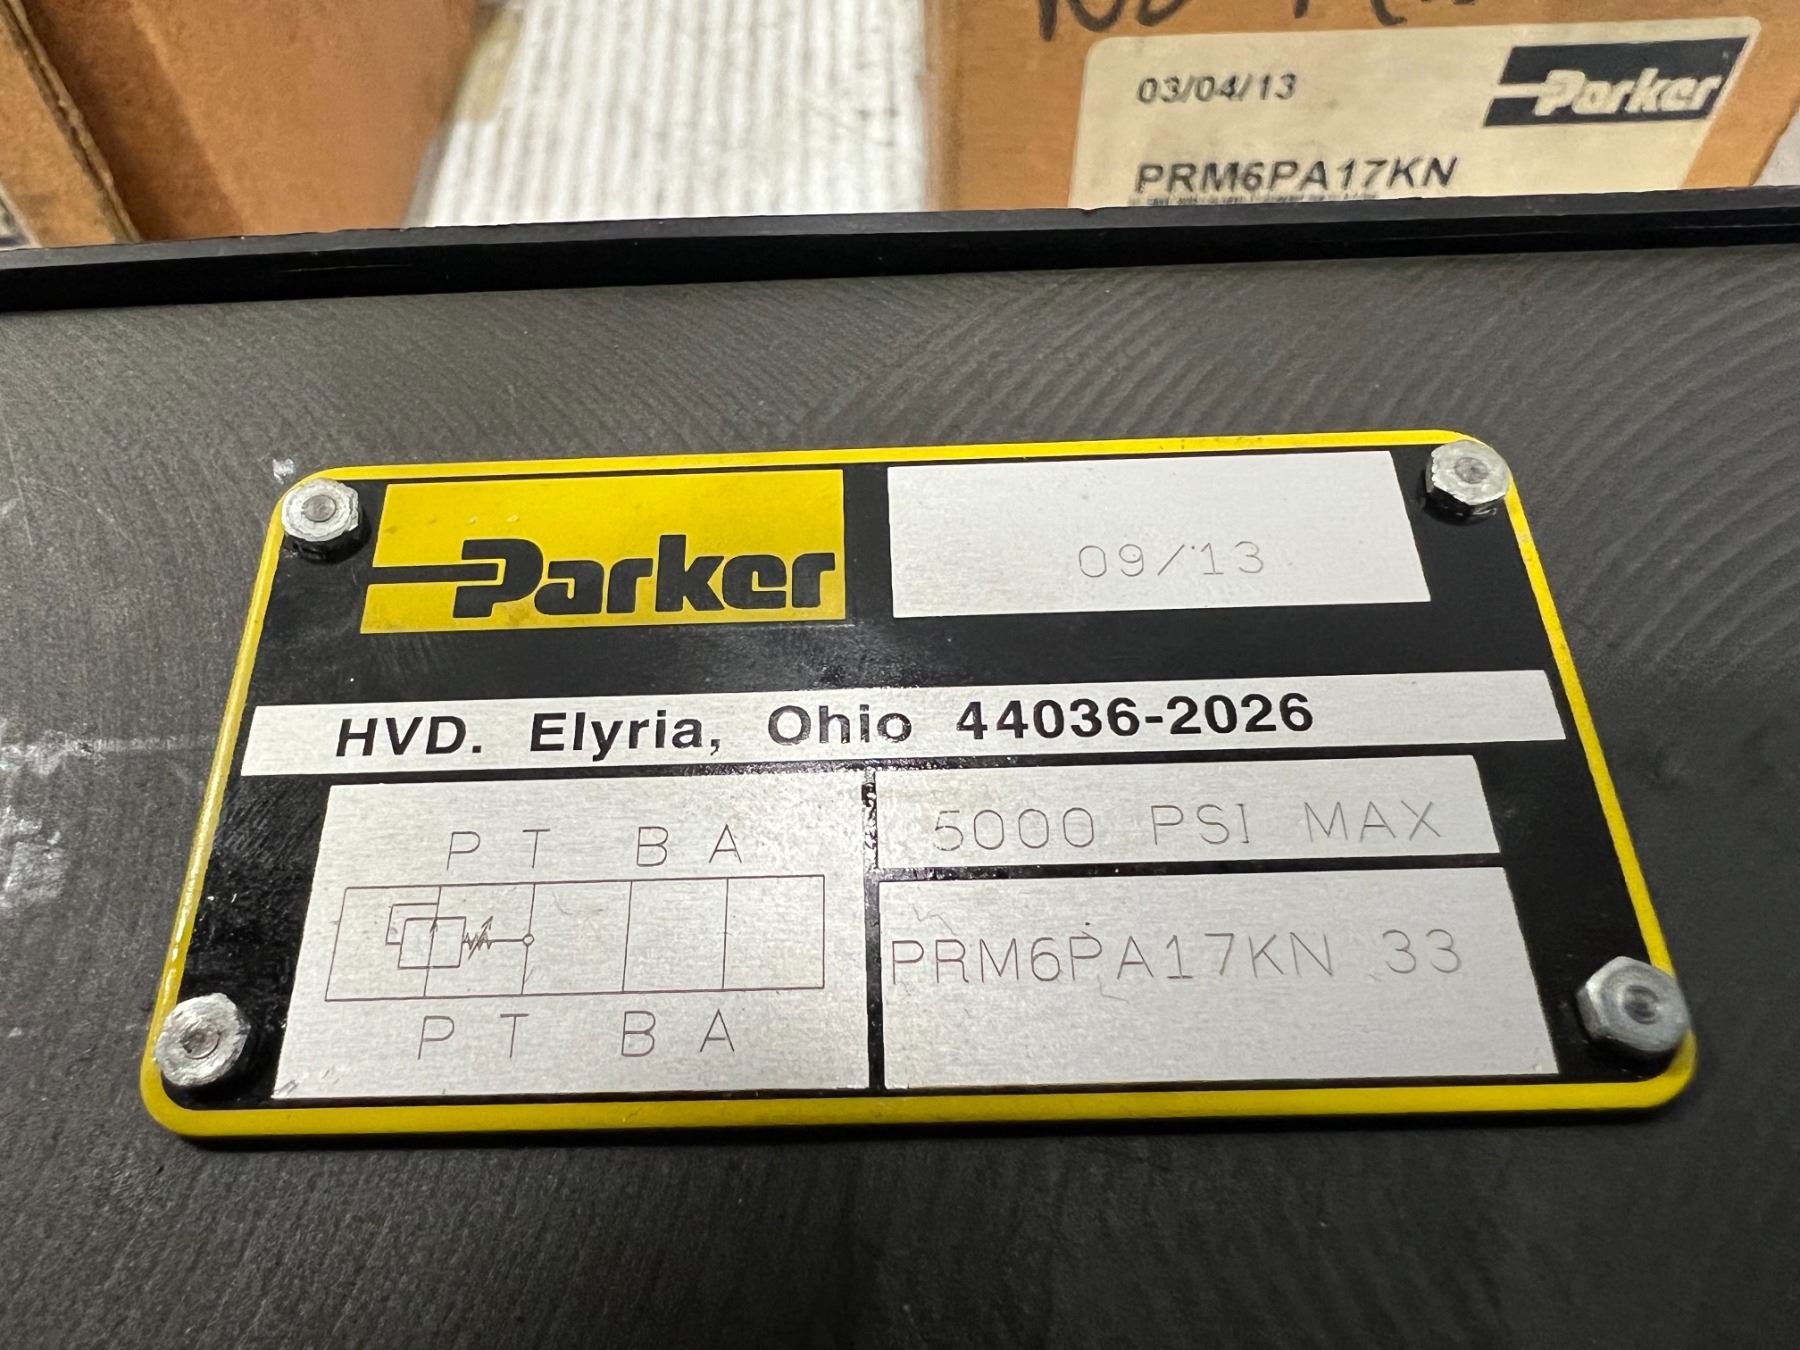 03/04/13
Parker
PRM6PA17KN
Parker
09/13
HVD. Elyria, Ohio 44036-2026
P T B A
5000 PSI MAX
PRM6PA17KN 33
P T B A